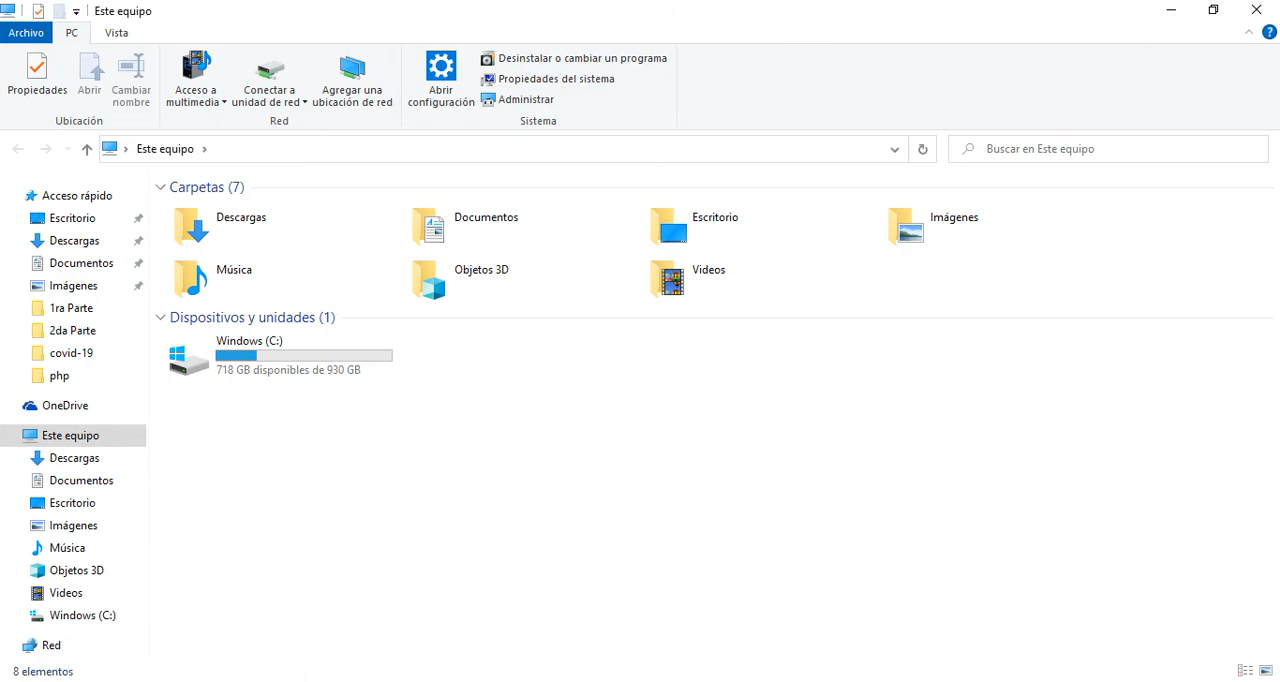 Este equipo
Archivo
PC
Vista
Propiedades
Abrir
Cambiar
nombre
Ubicación
Acceso a
multimedia
Conectar a
unidad de red
Agregar una
ubicación de red
Red
Abrir
configuración
Desinstalar o cambiar un programa
Propiedades del sistema
Administrar
Sistema
Este equipo
Buscar en Este equipo
Acceso rápido
Escritorio
Descargas
Documentos
Imágenes
1ra Parte
2da Parte
covid-19
php
OneDrive
Este equipo
Descargas
Documentos
Escritorio
Imágenes
Música
Objetos 3D
Videos
Windows (C:)
Red
Carpetas (7)
Descargas
Documentos
Escritorio
Imágenes
Música
Objetos 3D
Videos
Dispositivos y unidades (1)
Windows (C:)
718 GB disponibles de 930 GB
8 elementos